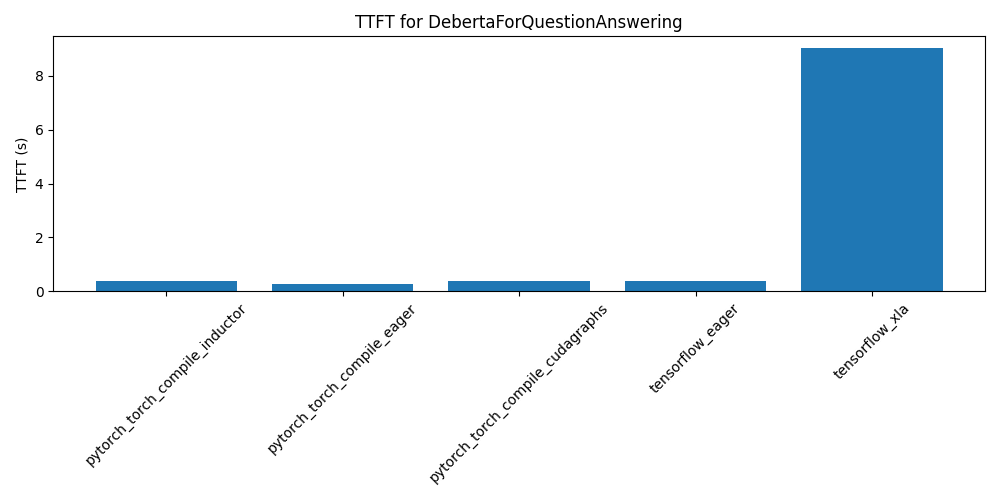 TTFT for DebertaForQuestionAnswering
TTFT (s)
8
6
4
2
0
pytorch_torch_compile_inductor
pytorch_torch_compile_eager
pytorch_torch_compile_cudagraphs
tensorflow_eager
tensorflow_xla